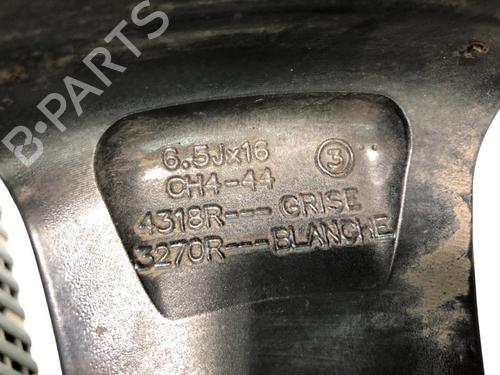 B-PARTS
6.5Jx16 3
CH4-44
4318R--- GRISE
3270R---BLANCHE